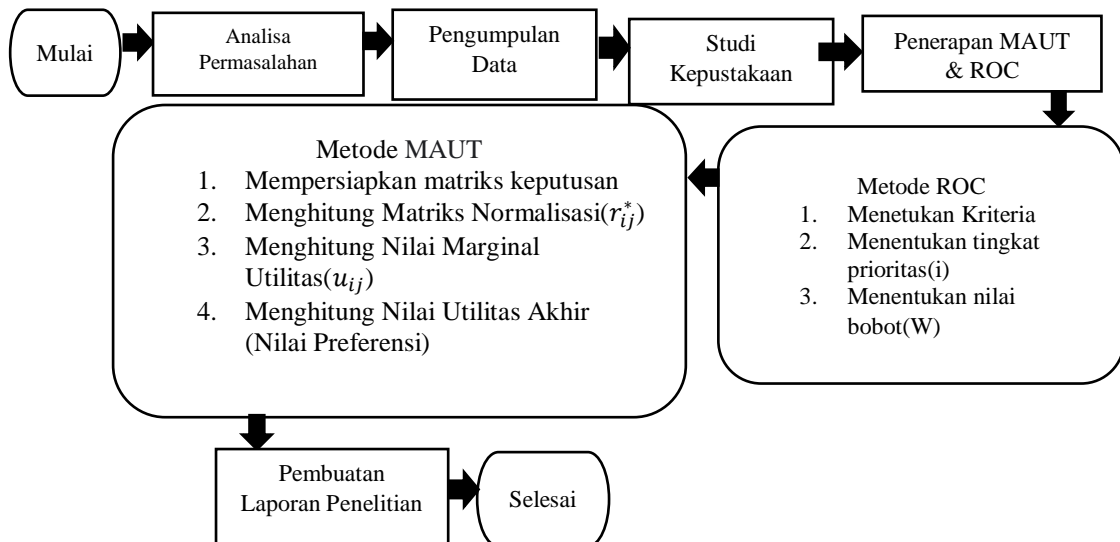 Mulai
Analisa
Permasalahan
Pengumpulan
Data
Studi
Kepustakaan
Penerapan MAUT
& ROC
Metode ROC
1. Menetukan Kriteria
2. Menentukan tingkat
prioritas(i)
3. Menentukan nilai
bobot(W)
Metode MAUT
1. Mempersiapkan matriks keputusan
2. Menghitung Matriks Normalisasi(r*ij)
3. Menghitung Nilai Marginal
Utilitas(uij)
4. Menghitung Nilai Utilitas Akhir
(Nilai Preferensi)
Pembuatan
Laporan Penelitian
Selesai